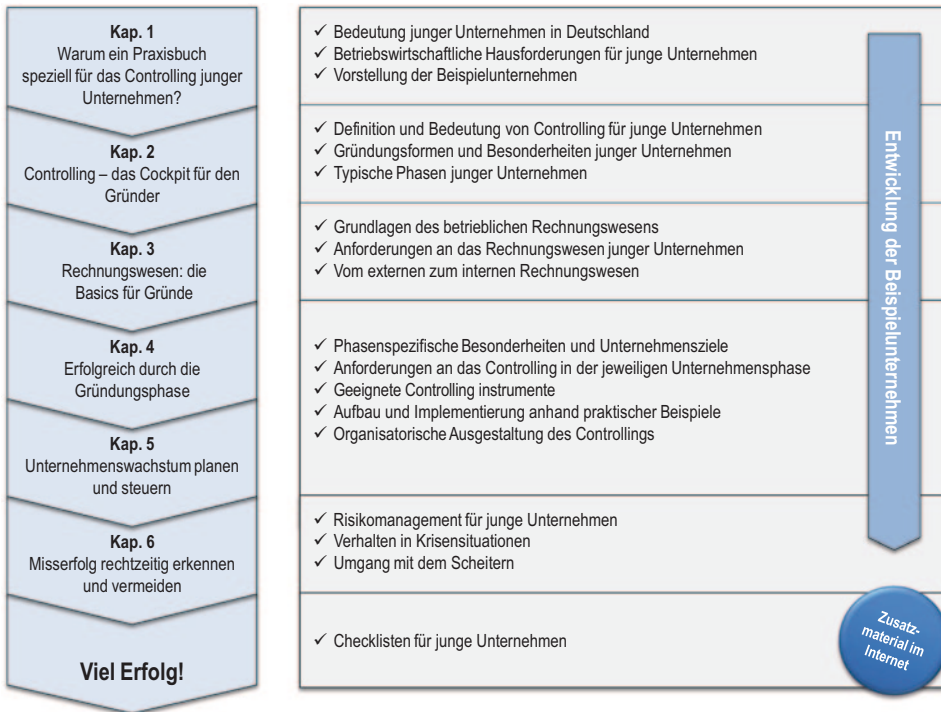 Kap. 1
Warum ein Praxisbuch
speziell für das Controlling junger
Unternehmen?
✓ Bedeutung junger Unternehmen in Deutschland
✓ Betriebswirtschaftliche Hausforderungen für junge Unternehmen
✓ Vorstellung der Beispielunternehmen
Kap. 2
Controlling – das Cockpit für den
Gründer
✓ Definition und Bedeutung von Controlling für junge Unternehmen
✓ Gründungsformen und Besonderheiten junger Unternehmen
✓ Typische Phasen junger Unternehmen
Kap. 3
Rechnungswesen: die
Basics für Gründe
✓ Grundlagen des betrieblichen Rechnungswesens
✓ Anforderungen an das Rechnungswesen junger Unternehmen
✓ Vom externen zum internen Rechnungswesen
Kap. 4
Erfolgreich durch die
Gründungsphase
Kap. 5
Unternehmenswachstum planen
und steuern
✓ Phasenspezifische Besonderheiten und Unternehmensziele
✓ Anforderungen an das Controlling in der jeweiligen Unternehmensphase
✓ Geeignete Controlling instrumente
✓ Aufbau und Implementierung anhand praktischer Beispiele
✓ Organisatorische Ausgestaltung des Controllings
Kap. 6
Misserfolg rechtzeitig erkennen
und vermeiden
✓ Risikomanagement für junge Unternehmen
✓ Verhalten in Krisensituationen
✓ Umgang mit dem Scheitern
Viel Erfolg!
✓ Checklisten für junge Unternehmen
Entwicklung der Beispielunternehmen
Zusatz-
material im
Internet